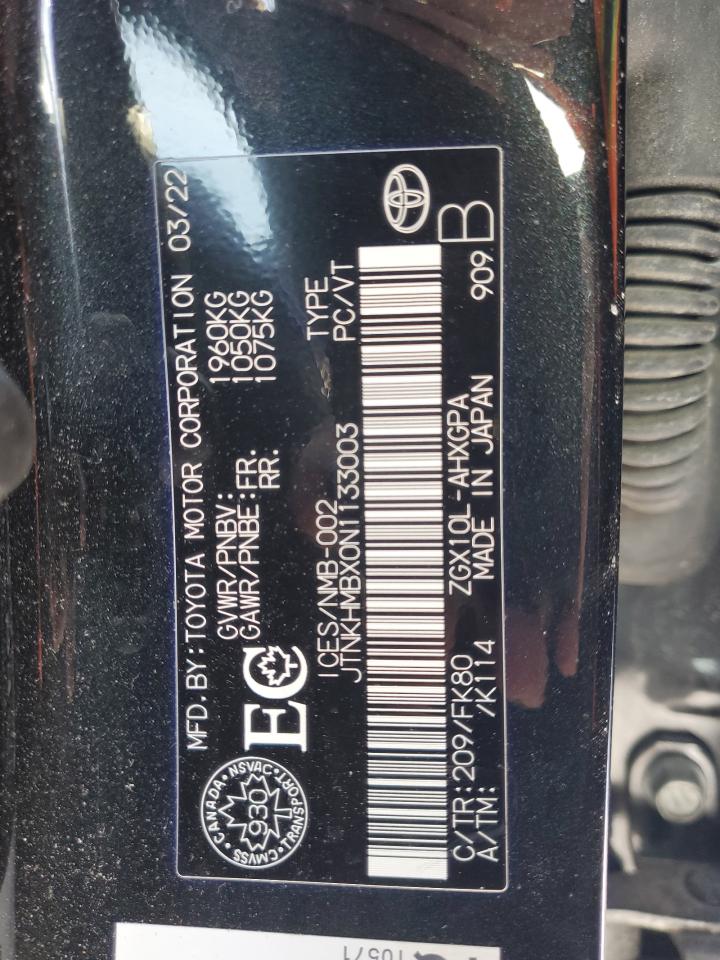 MFD.BY:TOYOTA MOTOR CORPORATION 03/22
GVWR/PNBV: 1960KG
GAWR/PNBE:FR. 1050KG
RR. 1075KG
CANADA • NSVAC • TRANSPORT • CMVSS •
930
EC
ICES/NMB-002 TYPE
JTNKHMBX0N1133003 PC/VT
C/TR:209/FK80 ZGX10L-AHXGPA 909 B
A/TM: /K114 MADE IN JAPAN